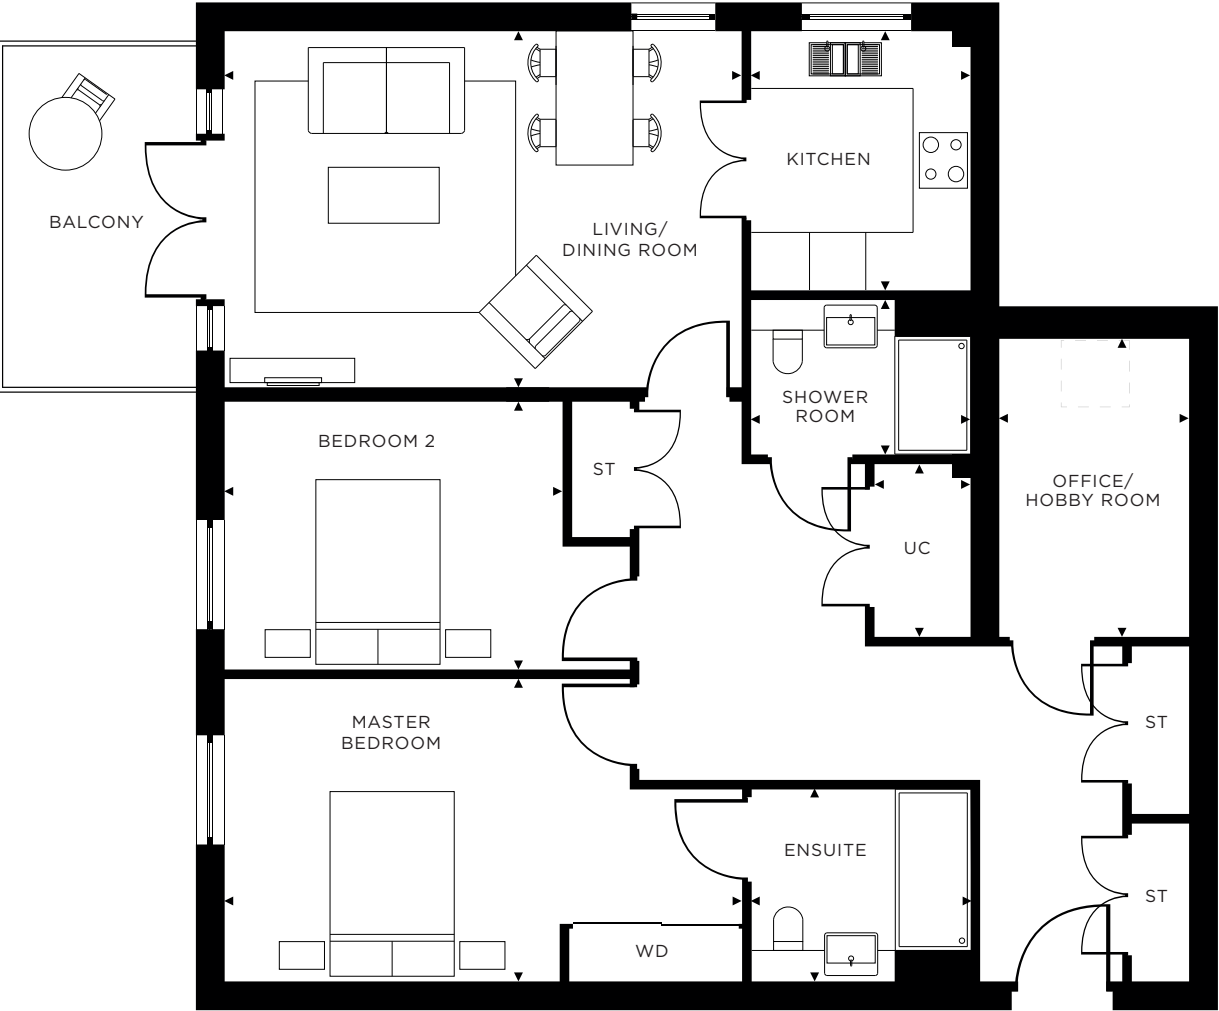 KITCHEN
BALCONY
LIVING/
DINING ROOM
SHOWER
ROOM
BEDROOM 2
ST
OFFICE/
HOBBY ROOM
UC
MASTER
BEDROOM
ST
ENSUITE
ST
WD